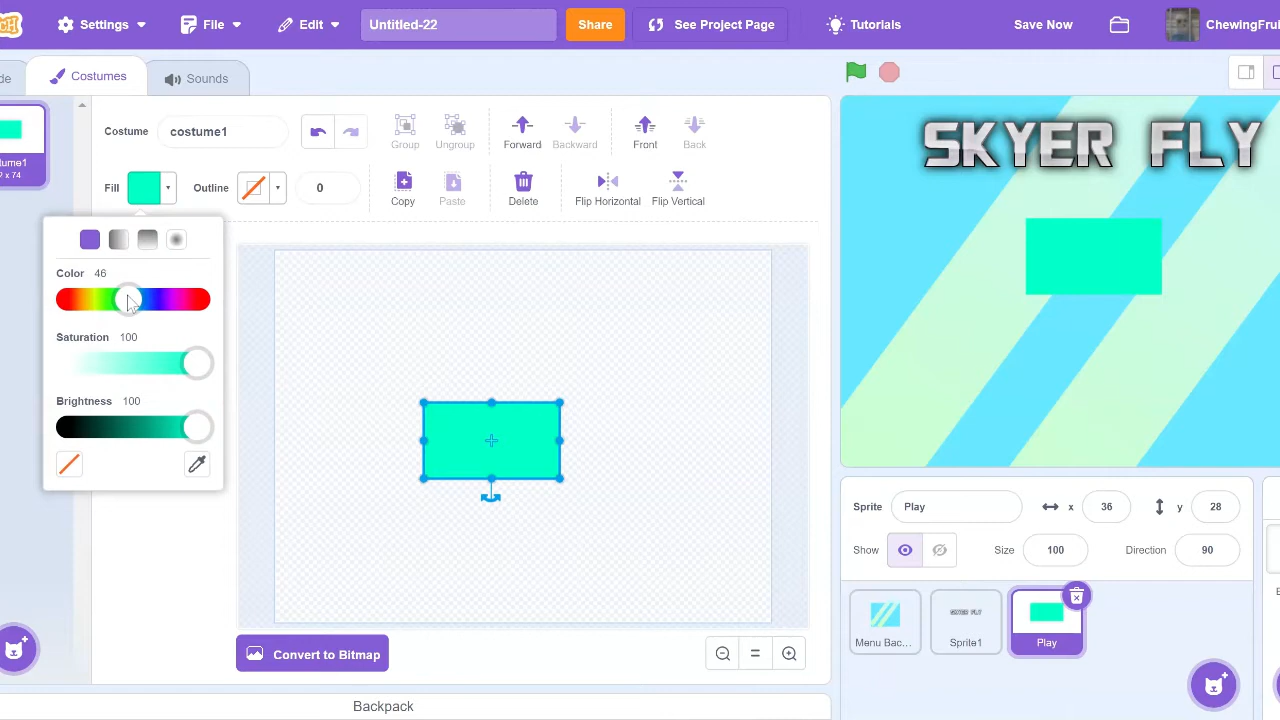 Settings
File
Edit
Untitled-22
Share
See Project Page
Tutorials
Save Now
Costumes
Sounds
Costume
costume1
Group
Ungroup
Forward
Backward
Front
Back
Fill
Outline
0
Copy
Paste
Delete
Flip Horizontal
Flip Vertical
Color 46
Saturation 100
Brightness 100
SKYER FLY
Sprite
Play
x
36
y
28
Show
Size
100
Direction
90
Menu Bac...
SKYER FLY
Sprite1
Play
Convert to Bitmap
Backpack